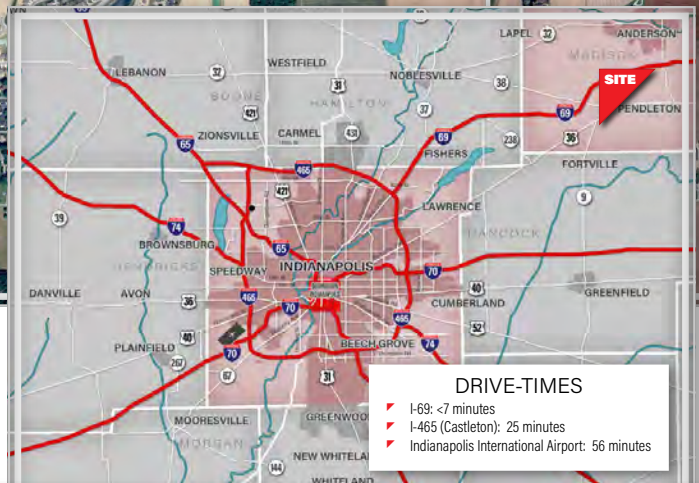 65
LAPEL 32
ANDERSON
MADISON
WESTFIELD
LEBANON
32
31
NOBLESVILLE
38
SITE
BOONE
421
HAMILTON
37
69
PENDLETON
ZIONSVILLE
CARMEL
431
69
238
36
65
FISHERS
FORTVILLE
465
421
LAWRENCE
9
39
74
HANCOCK
BROWNSBURG
65
HENDRICKS
SPEEDWAY
INDIANAPOLIS
70
DANVILLE
AVON
36
465
70
CUMBERLAND
40
GREENFIELD
40
465
52
PLAINFIELD
BEECH GROVE
74
267
70
67
31
MOORESVILLE
GREENWOO
MORGAN
NEW WHITELAN
144
WHITELAND
DRIVE-TIMES
I-69: <7 minutes
I-465 (Castleton): 25 minutes
Indianapolis International Airport: 56 minutes